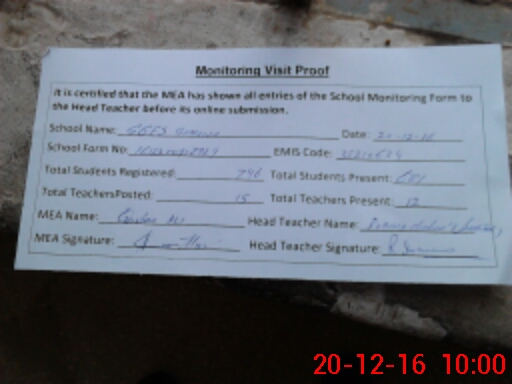 Monitoring Visit Proof
It is certified that the MEA has shown all entries of the School Monitoring Form to
the Head Teacher before its online submission.
School Name: Date: 20-12-16
School Form No: EMIS Code:
Total Students Registered: 796 Total Students Present:
Total TeachersPosted: 15 Total Teachers Present: 12
MEA Name: Head Teacher Name:
MEA Signature: Head Teacher Signature:
20-12-16 10:00